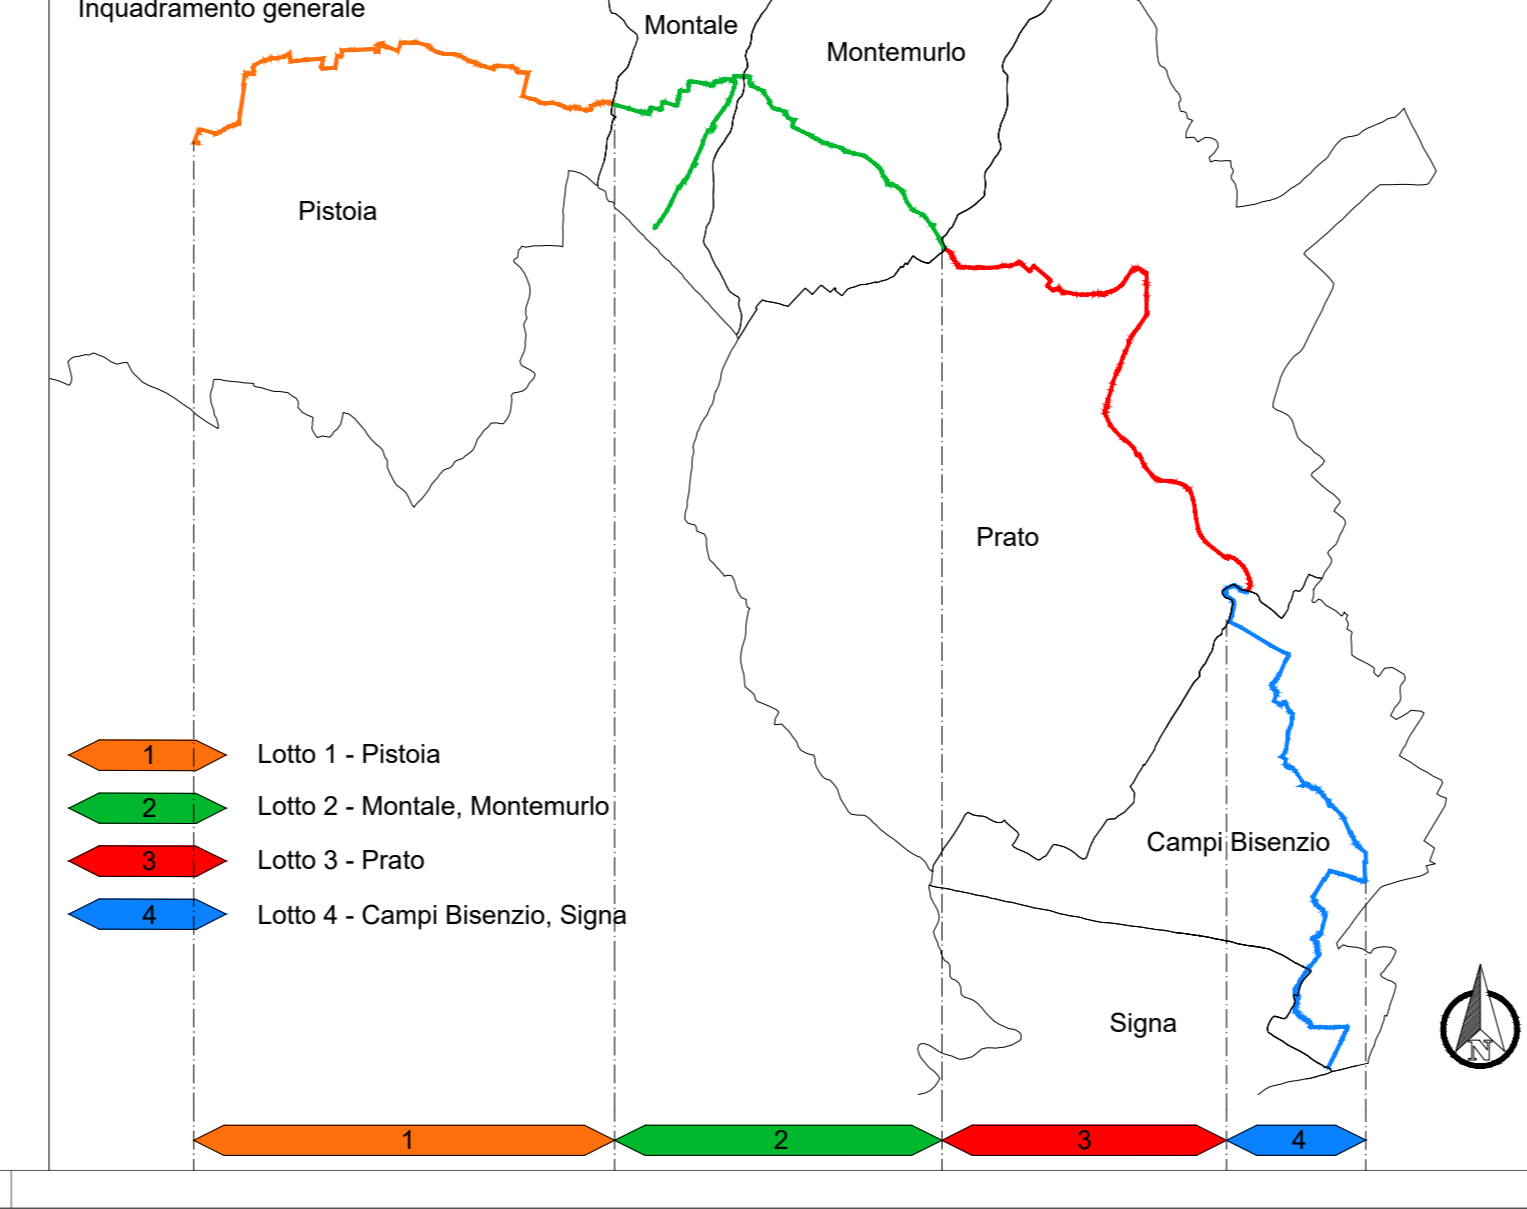 Inquadramento generale
Montale
Montemurlo
Pistoia
Prato
1 Lotto 1 - Pistoia
2 Lotto 2 - Montale, Montemurlo
3 Lotto 3 - Prato
4 Lotto 4 - Campi Bisenzio, Signa
Campi Bisenzio
Signa
N
1 2 3 4